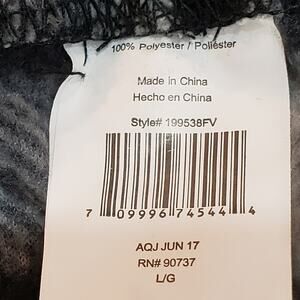 100% Polyester / Poliéster
Made in China
Hecho en China
Style# 199538FV
7 09996 74544 4
AQJ JUN 17
RN# 90737
L/G